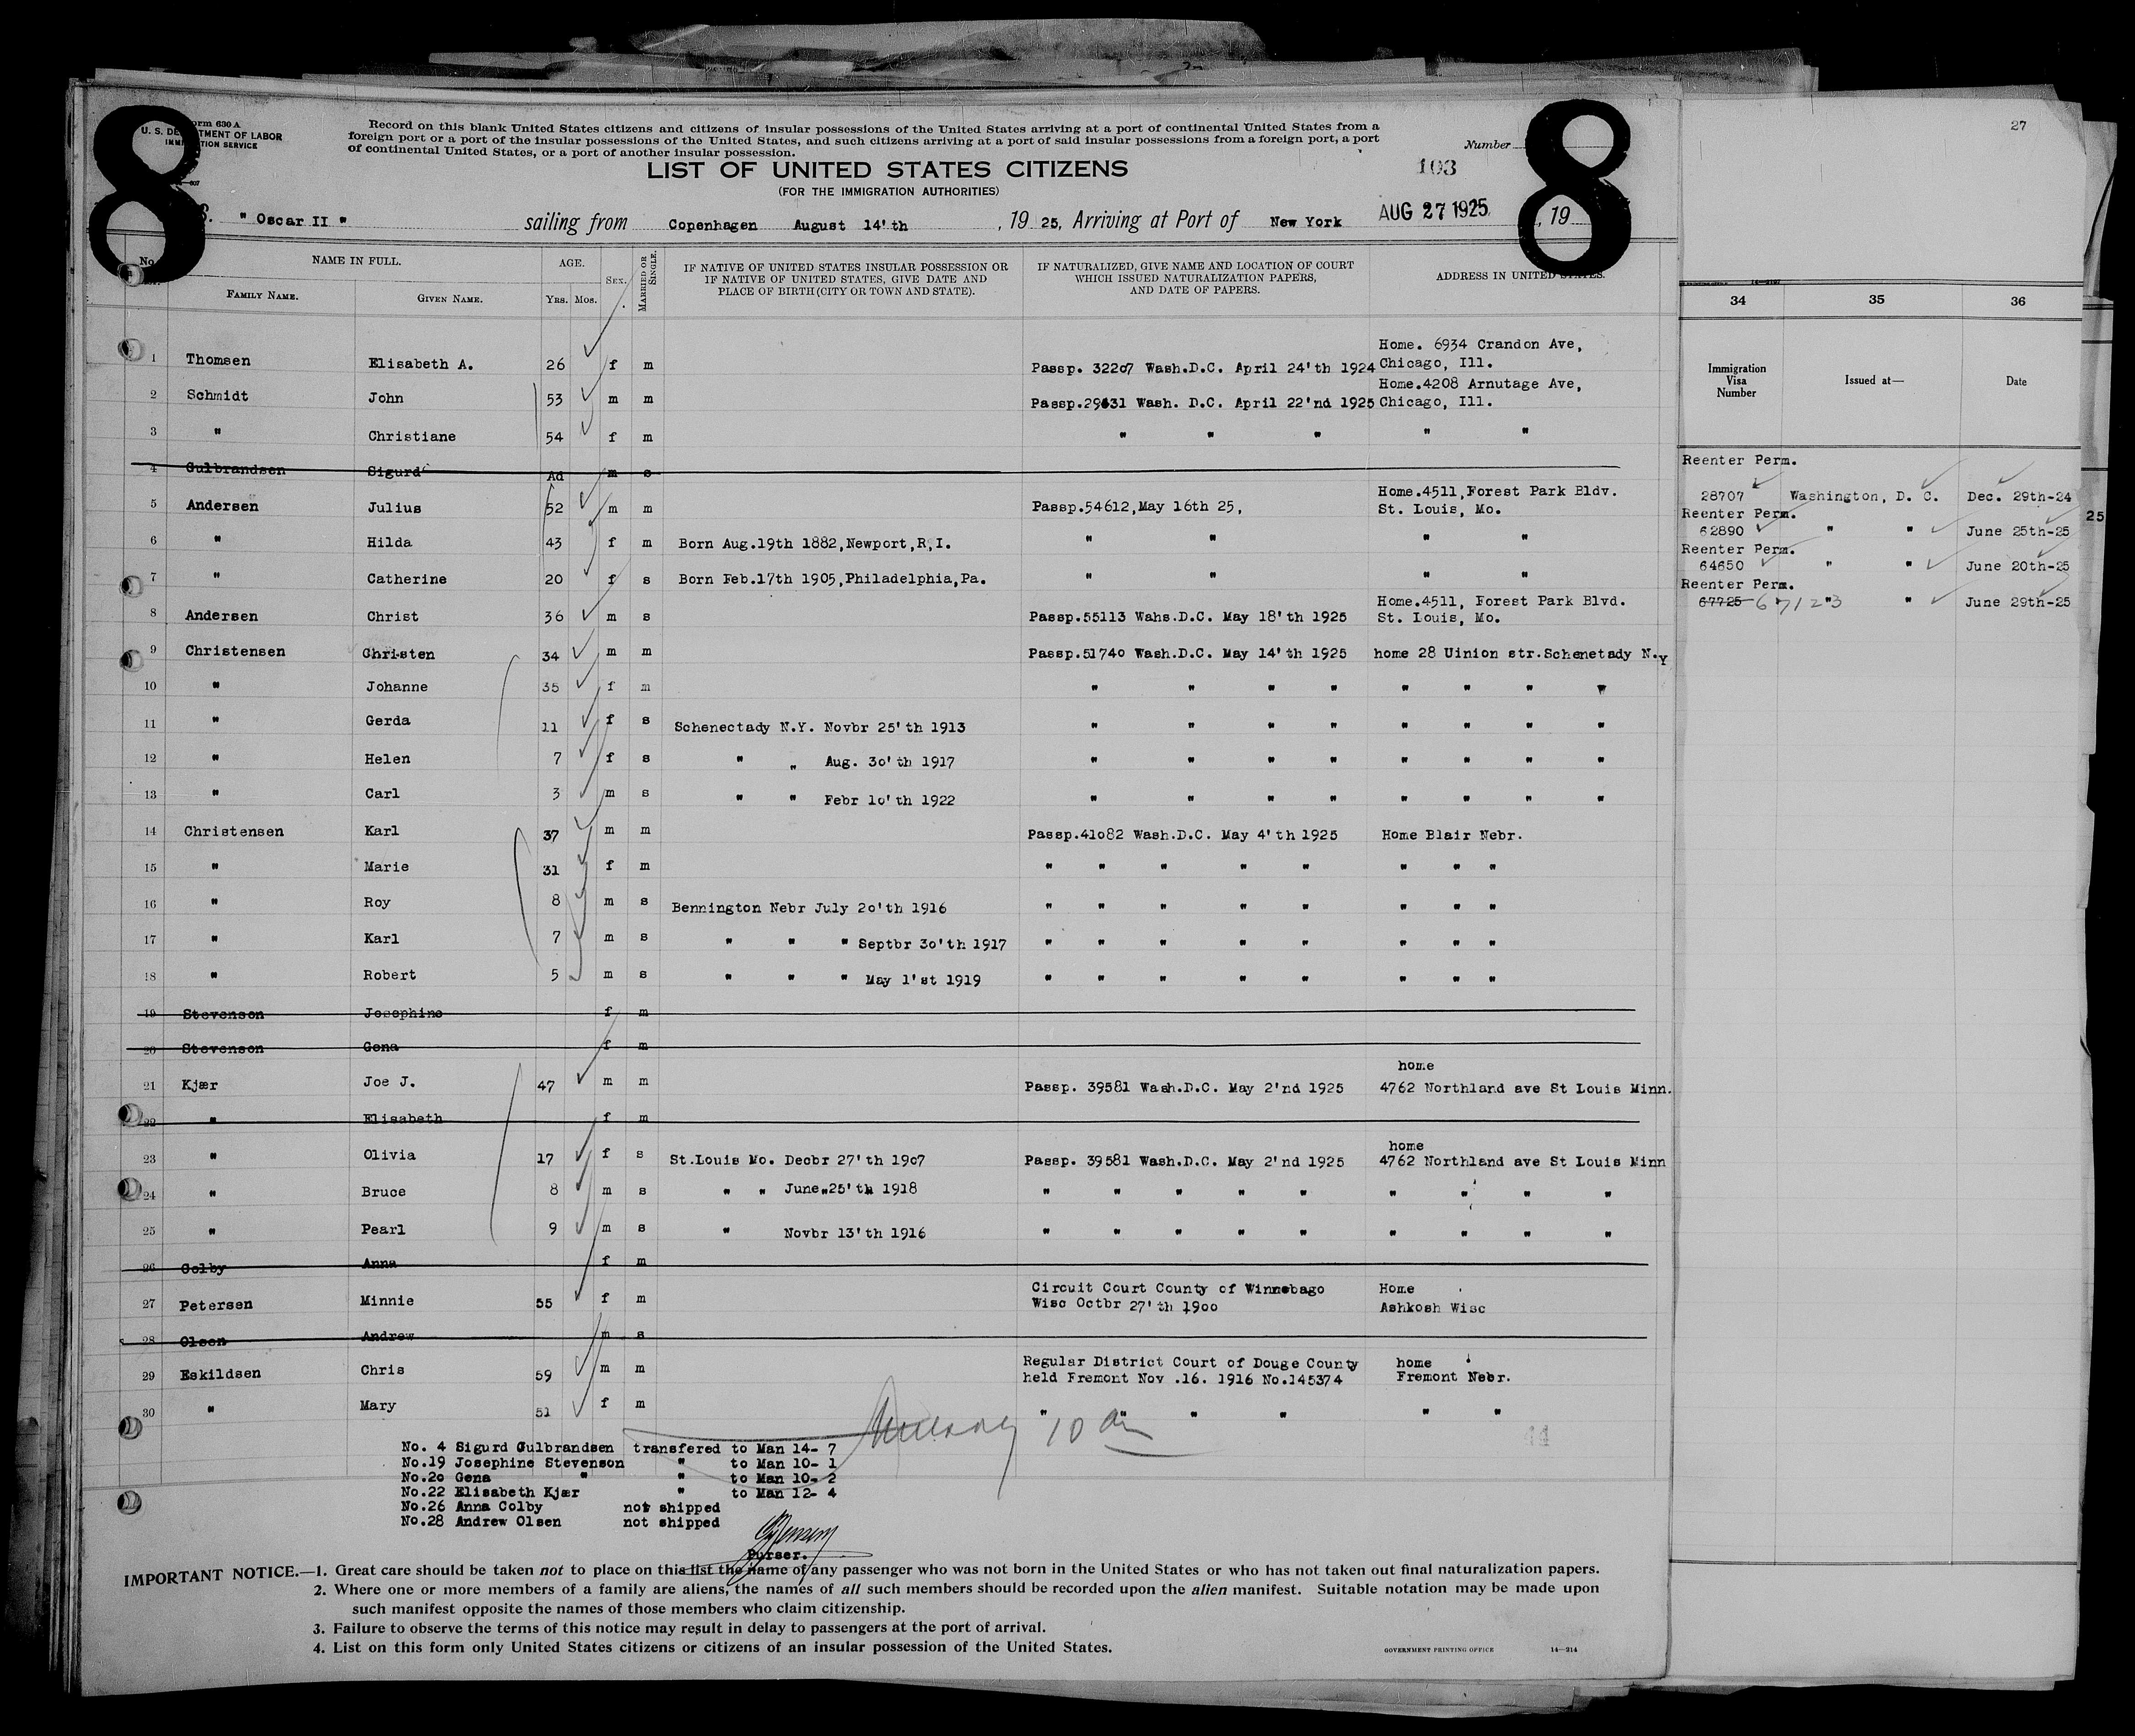 8
Form 630 A
U. S. DEPARTMENT OF LABOR
IMMIGRATION SERVICE
Record on this blank United States citizens and citizens of insular possessions of the United States arriving at a port of continental United States from a
foreign port or a port of the insular possessions of the United States, and such citizens arriving at a port of said insular possessions from a foreign port, a port
of continental United States, or a port of another insular possession.
Number
8
LIST OF UNITED STATES CITIZENS
103
(FOR THE IMMIGRATION AUTHORITIES)
S. " Oscar II " sailing from Copenhagen August 14'th , 19 25, Arriving at Port of New York AUG 27 1925 , 19
No. NAME IN FULL. AGE. Sex. MARRIED OR SINGLE. IF NATIVE OF UNITED STATES INSULAR POSSESSION OR IF NATIVE OF UNITED STATES, GIVE DATE AND PLACE OF BIRTH (CITY OR TOWN AND STATE). IF NATURALIZED, GIVE NAME AND LOCATION OF COURT WHICH ISSUED NATURALIZATION PAPERS, AND DATE OF PAPERS. ADDRESS IN UNITED STATES.
FAMILY NAME. GIVEN NAME. Yrs. Mos.
1 Thomsen Elisabeth A. 26 f m Passp. 32207 Wash.D.C. April 24'th 1924 Home. 6934 Crandon Ave, Chicago, Ill.
2 Schmidt John 53 m m Passp.29431 Wash. D.C. April 22'nd 1925 Home.4208 Arnutage Ave, Chicago, Ill.
3 " Christiane 54 f m " " " " "
4 Gulbrandsen Sigurd Ad m s
5 Andersen Julius 52 m m Passp.54612,May 16th 25, Home.4511,Forest Park Bldv. St. Louis, Mo.
6 " Hilda 43 f m Born Aug.19th 1882,Newport,R,I. " " " "
7 " Catherine 20 f s Born Feb.17th 1905,Philadelphia,Pa. " " " "
8 Andersen Christ 36 m s Passp.55113 Wahs.D.C. May 18'th 1925 Home.4511, Forest Park Blvd. St. Louis, Mo.
9 Christensen Christen 34 m m Passp.51740 Wash.D.C. May 14'th 1925 home 28 Uinion str.Schenetady N.Y
10 " Johanne 35 f m " " " " " " " "
11 " Gerda 11 f s Schenectady N.Y. Novbr 25'th 1913 " " " " " " " "
12 " Helen 7 f s " " Aug. 30'th 1917 " " " " " " " "
13 " Carl 3 m s " " Febr 10'th 1922 " " " " " " " "
14 Christensen Karl 37 m m Passp.41082 Wash.D.C. May 4'th 1925 Home Blair Nebr.
15 " Marie 31 f m " " " " " " " "
16 " Roy 8 m s Bennington Nebr July 20'th 1916 " " " " " " " "
17 " Karl 7 m s " " " Septbr 30'th 1917 " " " " " " " "
18 " Robert 5 m s " " " May 1'st 1919 " " " " " " " "
19 Stevenson Josephine f m
20 Stevenson Gena f m
21 Kjær Joe J. 47 m m Passp. 39581 Wash.D.C. May 2'nd 1925 home 4762 Northland ave St Louis Minn.
22 " Elisabeth f m
23 " Olivia 17 f s St.Louis Mo. Decbr 27'th 1907 Passp. 39581 Wash.D.C. May 2'nd 1925 home 4762 Northland ave St Louis Minn
24 " Bruce 8 m s " " June"25'th 1918 " " " " " " " " "
25 " Pearl 9 m s " Novbr 13'th 1916 " " " " " " " " "
26 Colby Anna f m
27 Petersen Minnie 55 f m Circuit Court County of Winnebago Wisc Octbr 27'th 1900 Home Ashkosh Wisc
28 Olsen Andrew m s
29 Eskildsen Chris 59 m m Regular District Court of Douge County held Fremont Nov .16. 1916 No.145374 home Fremont Nebr.
30 " Mary 51 f m " " " " " "
10 am
44
No. 4 Sigurd Gulbrandsen transfered to Man 14- 7
No.19 Josephine Stevenson " to Man 10- 1
No.20 Gena " " to Man 10- 2
No.22 Elisabeth Kjær " to Man 12- 4
No.26 Anna Colby not shipped
No.28 Andrew Olsen not shipped
Purser.
IMPORTANT NOTICE.—1. Great care should be taken not to place on this list the name of any passenger who was not born in the United States or who has not taken out final naturalization papers.
2. Where one or more members of a family are aliens, the names of all such members should be recorded upon the alien manifest. Suitable notation may be made upon
such manifest opposite the names of those members who claim citizenship.
3. Failure to observe the terms of this notice may result in delay to passengers at the port of arrival.
4. List on this form only United States citizens or citizens of an insular possession of the United States.
GOVERNMENT PRINTING OFFICE 14—214
27
34 35 36
Immigration Visa Number Issued at— Date
Reenter Perm.
28707 Washington, D. C. Dec. 29th-24
Reenter Perm.
62890 " " June 25th-25
Reenter Perm.
64650 " " June 20th-25
Reenter Perm.
67725 67123 " " June 29th-25
25